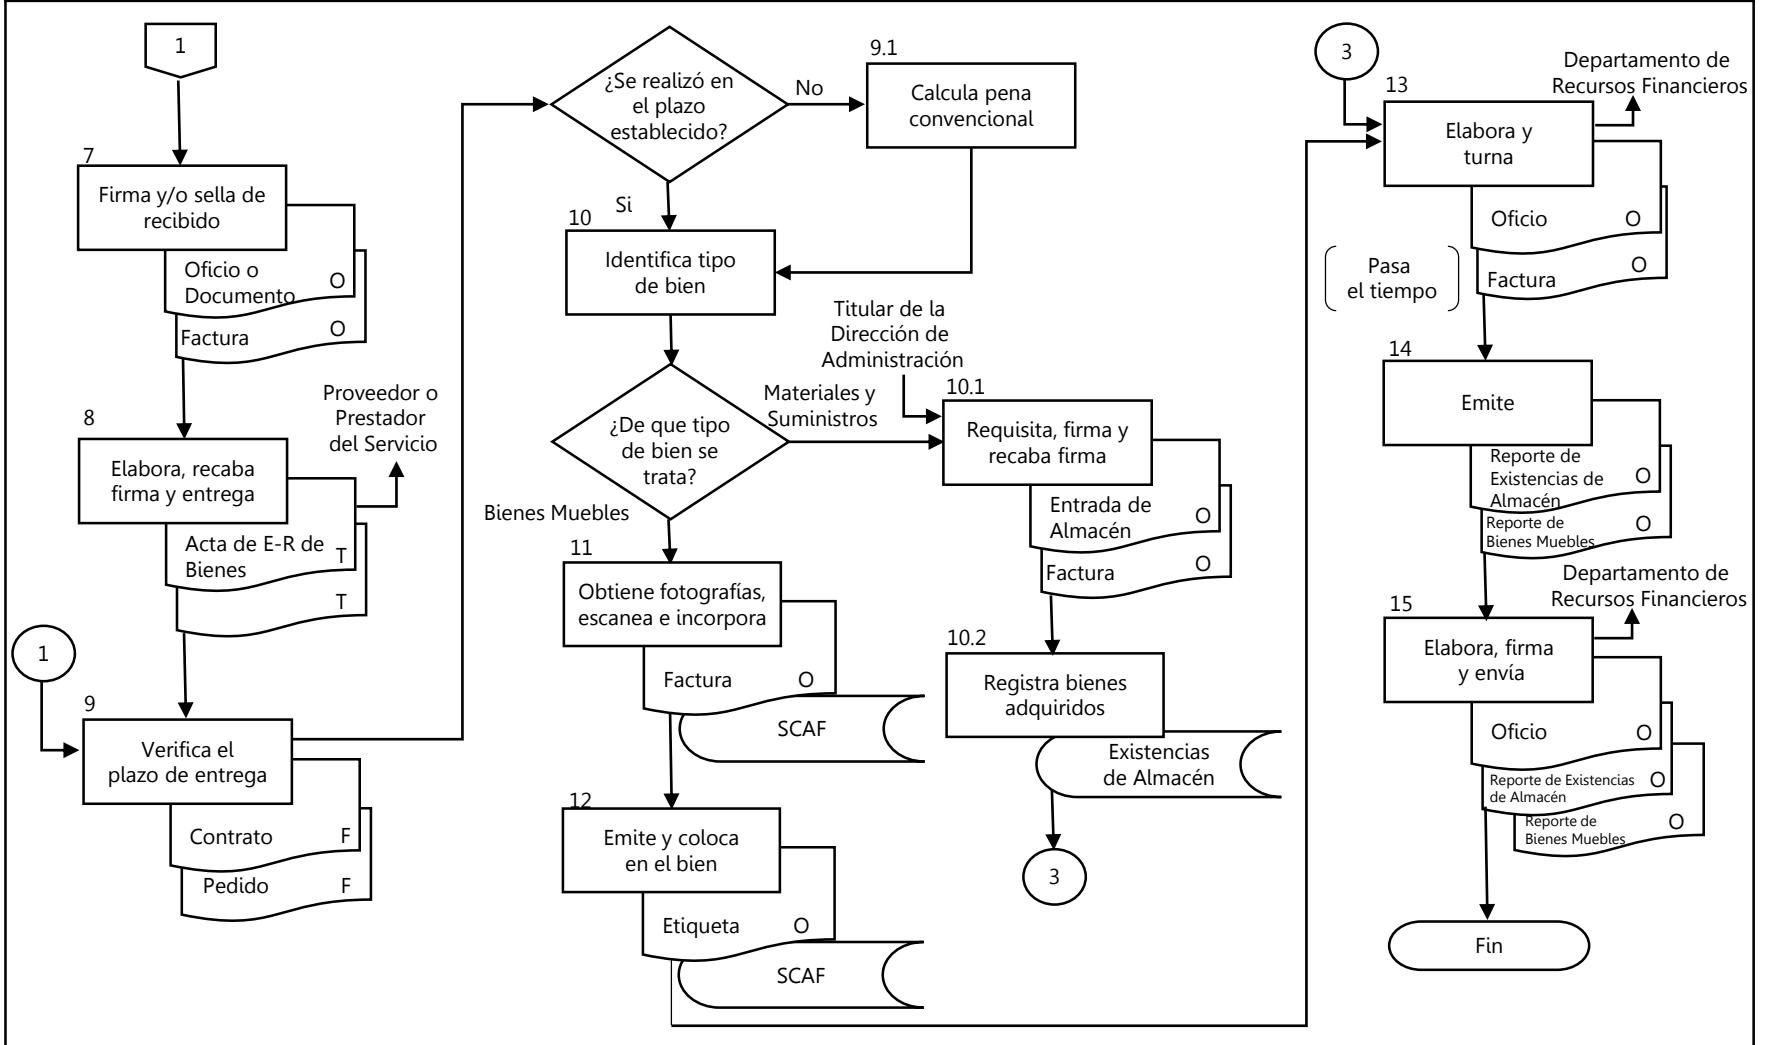 1
7
Firma y/o sella de
recibido
Oficio o
Documento
O
Factura
O
8
Elabora, recaba
firma y entrega
Proveedor o
Prestador
del Servicio
Acta de E-R de
Bienes
T
T
1
9
Verifica el
plazo de entrega
Contrato
F
Pedido
F
¿Se realizó en
el plazo
establecido?
No
9.1
Calcula pena
convencional
Si
10
Identifica tipo
de bien
¿De que tipo
de bien se
trata?
Materiales y
Suministros
Titular de la
Dirección de
Administración
10.1
Requisita, firma y
recaba firma
Entrada de
Almacén
O
Factura
O
10.2
Registra bienes
adquiridos
Existencias
de Almacén
3
Bienes Muebles
11
Obtiene fotografías,
escanea e incorpora
Factura
O
SCAF
12
Emite y coloca
en el bien
Etiqueta
O
SCAF
3
13
Elabora y
turna
Departamento de
Recursos Financieros
Oficio
O
Factura
O
Pasa
el tiempo
14
Emite
Reporte de
Existencias de
Almacén
O
Reporte de
Bienes Muebles
O
15
Elabora, firma
y envía
Departamento de
Recursos Financieros
Oficio
O
Reporte de Existencias
de Almacén
O
Reporte de
Bienes Muebles
O
Fin